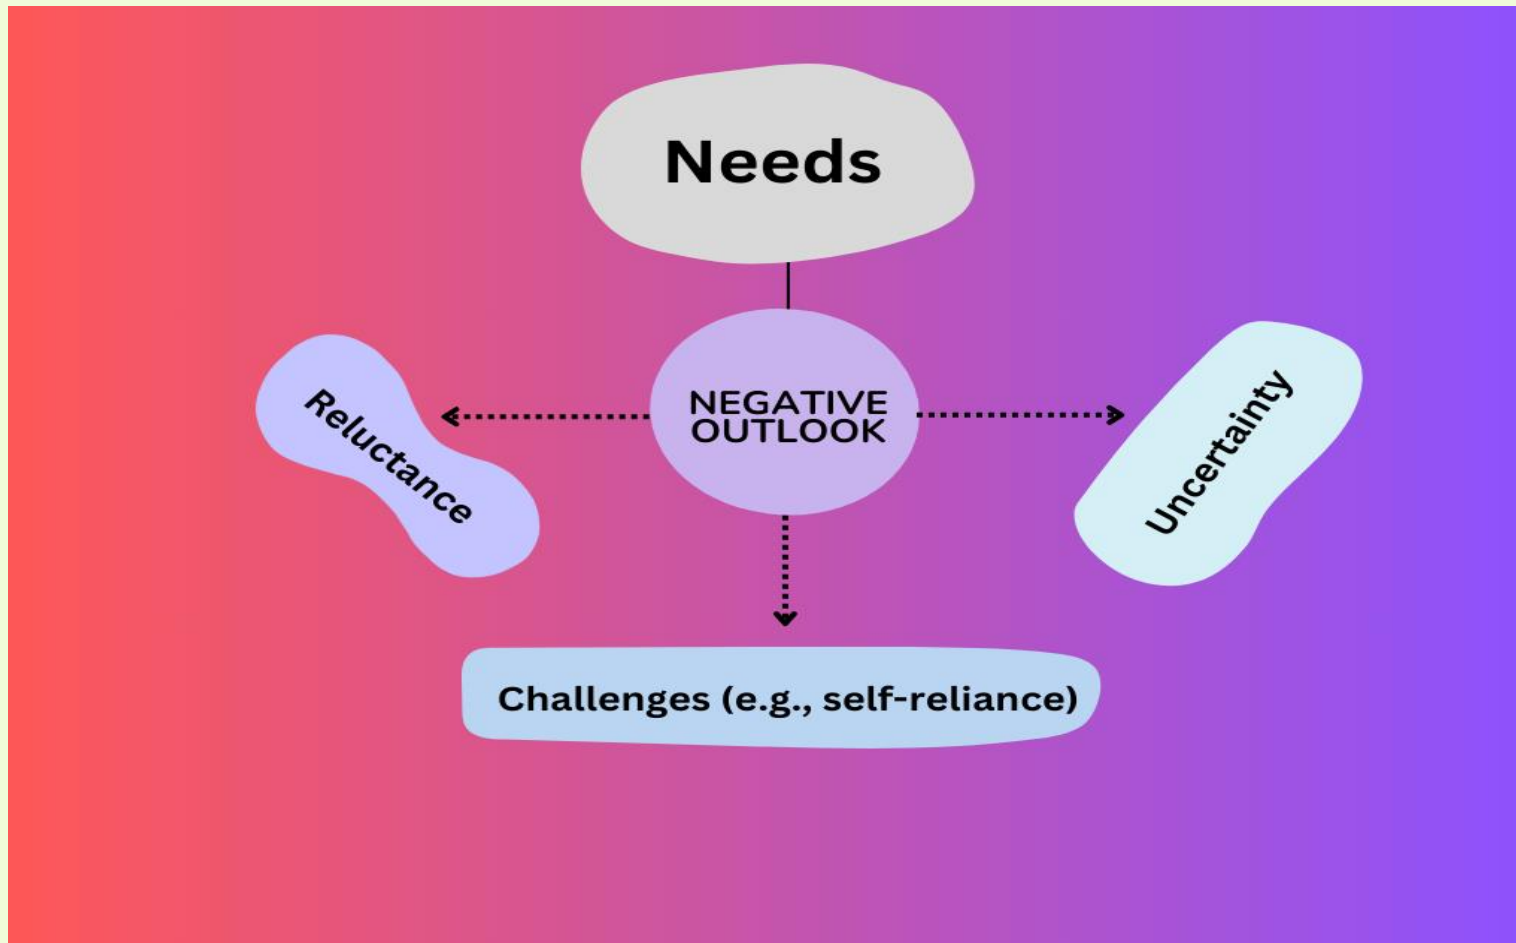 Needs
NEGATIVE
OUTLOOK
Reluctance
Uncertainty
Challenges (e.g., self-reliance)